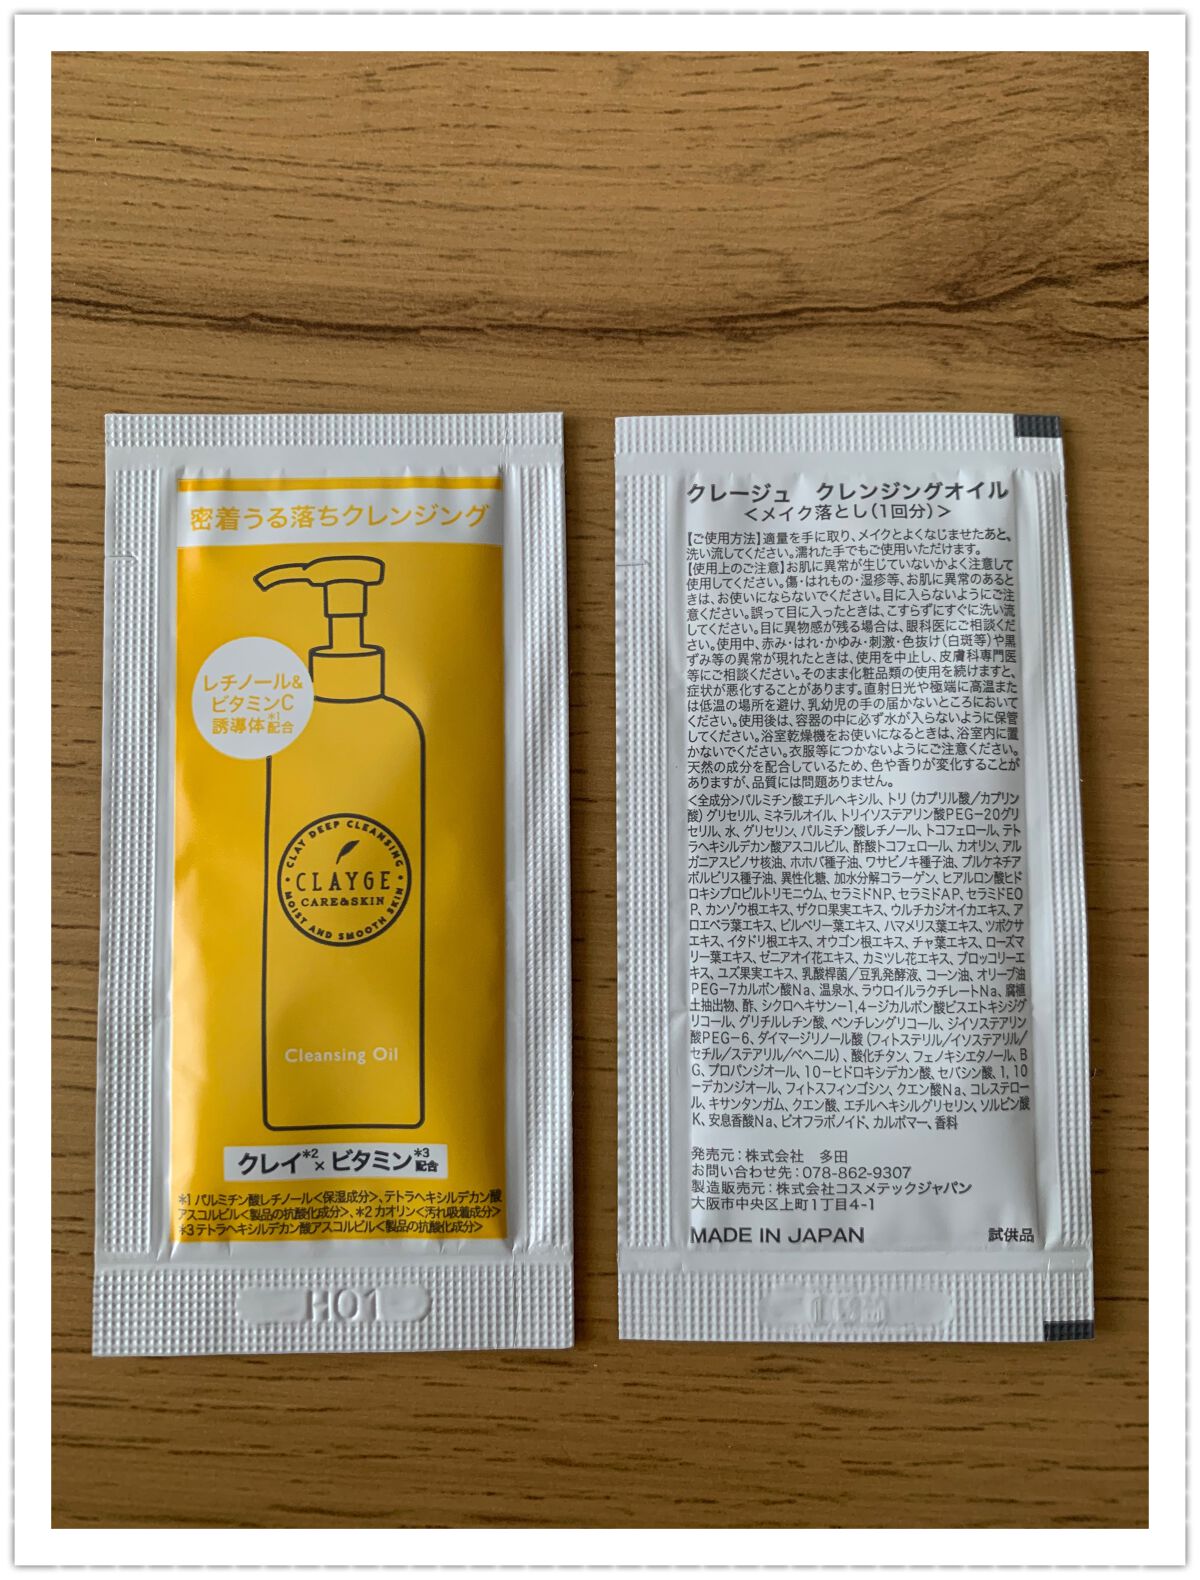 密着うる落ちクレンジング
レチノール&
ビタミンC
誘導体*1配合
CLAY DEEP CLEANSING
CLAYGE
CARE&SKIN
MOIST AND SMOOTH SKIN
Cleansing Oil
クレイ*2×ビタミン*3配合
*1 パルミチン酸レチノール<保湿成分>、テトラヘキシルデカン酸
アスコルビル<製品の抗酸化成分>、*2 カオリン<汚れ吸着成分>
*3 テトラヘキシルデカン酸アスコルビル<製品の抗酸化成分>
H01
クレージュ クレンジングオイル
<メイク落とし(1回分)>
【ご使用方法】適量を手に取り、メイクとよくなじませたあと、
洗い流してください。濡れた手でもご使用いただけます。
【使用上のご注意】お肌に異常が生じていないかよく注意して
使用してください。傷・はれもの・湿疹等、お肌に異常のあると
きは、お使いにならないでください。目に入らないようにご注
意ください。誤って目に入ったときは、こすらずにすぐに洗い流
してください。目に異物感が残る場合は、眼科医にご相談くだ
さい。使用中、赤み・はれ・かゆみ・刺激・色抜け(白斑等)や黒
ずみ等の異常が現れたときは、使用を中止し、皮膚科専門医
等にご相談ください。そのまま化粧品類の使用を続けますと、
症状が悪化することがあります。直射日光や極端に高温また
は低温の場所を避け、乳幼児の手の届かないところにおいて
ください。使用後は、容器の中に必ず水が入らないように保管
してください。浴室乾燥機をお使いになるときは、浴室内に置
かないでください。衣服等につかないようにご注意ください。
天然の成分を配合しているため、色や香りが変化することが
ありますが、品質には問題ありません。
<全成分>パルミチン酸エチルヘキシル、トリ(カプリル酸/カプリン
酸)グリセリル、ミネラルオイル、トリイソステアリン酸PEG-20グリ
セリル、水、グリセリン、パルミチン酸レチノール、トコフェロール、テト
ラヘキシルデカン酸アスコルビル、酢酸トコフェロール、カオリン、アル
ガニアスピノサ核油、ホホバ種子油、ワサビノキ種子油、プルケネチア
ボルビリス種子油、異性化糖、加水分解コラーゲン、ヒアルロン酸ヒド
ロキシプロピルトリモニウム、セラミドNP、セラミドAP、セラミドEO
P、カンゾウ根エキス、ザクロ果実エキス、ウルチカジオイカエキス、ア
ロエベラ葉エキス、ビルベリー葉エキス、ハマメリス葉エキス、ツボクサ
エキス、イタドリ根エキス、オウゴン根エキス、チャ葉エキス、ローズマ
リー葉エキス、ゼニアオイ花エキス、カミツレ花エキス、ブロッコリーエ
キス、ユズ果実エキス、乳酸桿菌/豆乳発酵液、コーン油、オリーブ油
PEG-7カルボン酸Na、温泉水、ラウロイルラクチレートNa、腐植
土抽出物、酢、シクロヘキサン-1,4-ジカルボン酸ビスエトキシジグ
リコール、グリチルレチン酸、ペンチレングリコール、ジイソステアリン
酸PEG-6、ダイマージリノール酸(フィトステリル/イソステアリル/
セチル/ステアリル/ベヘニル)、酸化チタン、フェノキシエタノール、B
G、プロパンジオール、10-ヒドロキシデカン酸、セバシン酸、1,10
-デカンジオール、フィトスフィンゴシン、クエン酸Na、コレステロー
ル、キサンタンガム、クエン酸、エチルヘキシルグリセリン、ソルビン酸
K、安息香酸Na、ビオフラボノイド、カルボマー、香料
発売元:株式会社 多田
お問い合わせ先:078-862-9307
製造販売元:株式会社コスメテックジャパン
大阪市中央区上町1丁目4-1
MADE IN JAPAN 試供品